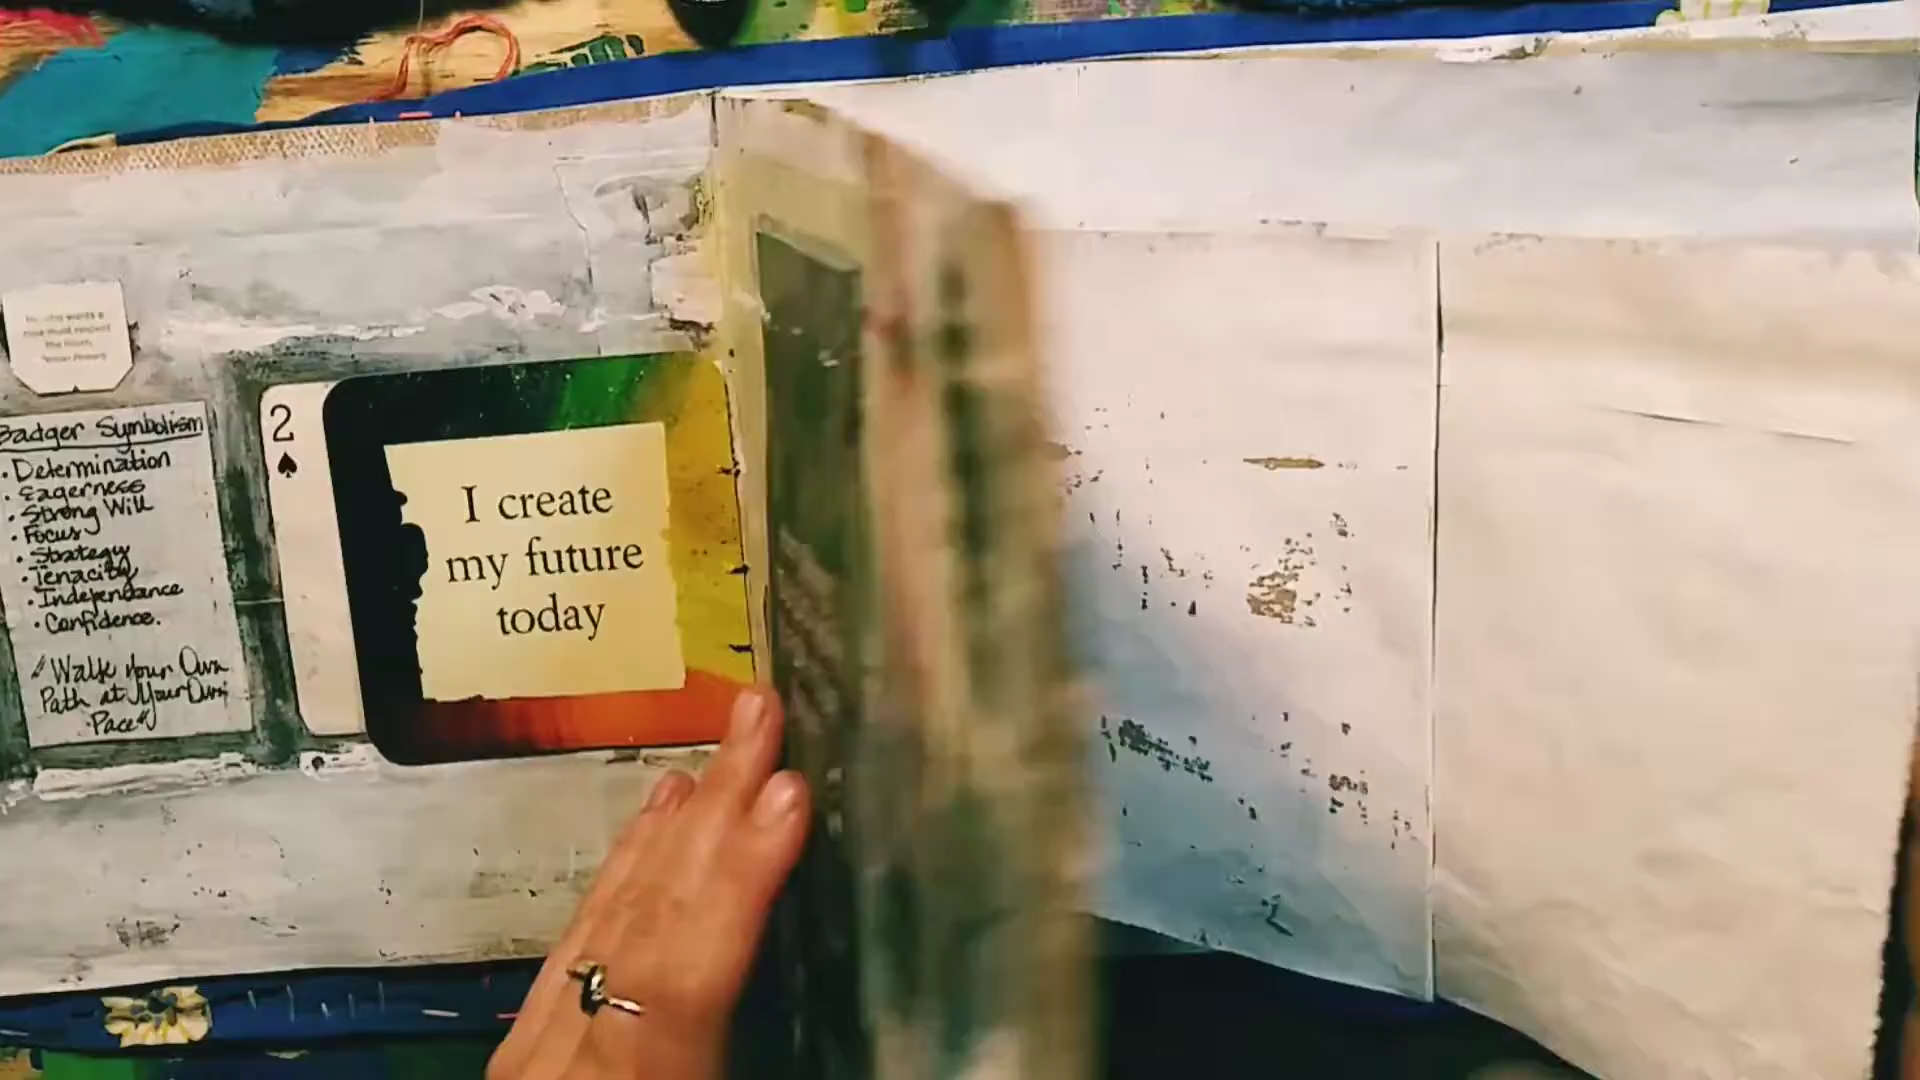 Badger Symbolism
• Determination
• Eagerness
• Strong Will
• Focus
• Strategy
• Tenacity
• Independance
• Confidence.
"Walk Your Own
Path at Your Own
Pace"
2
I create
my future
today